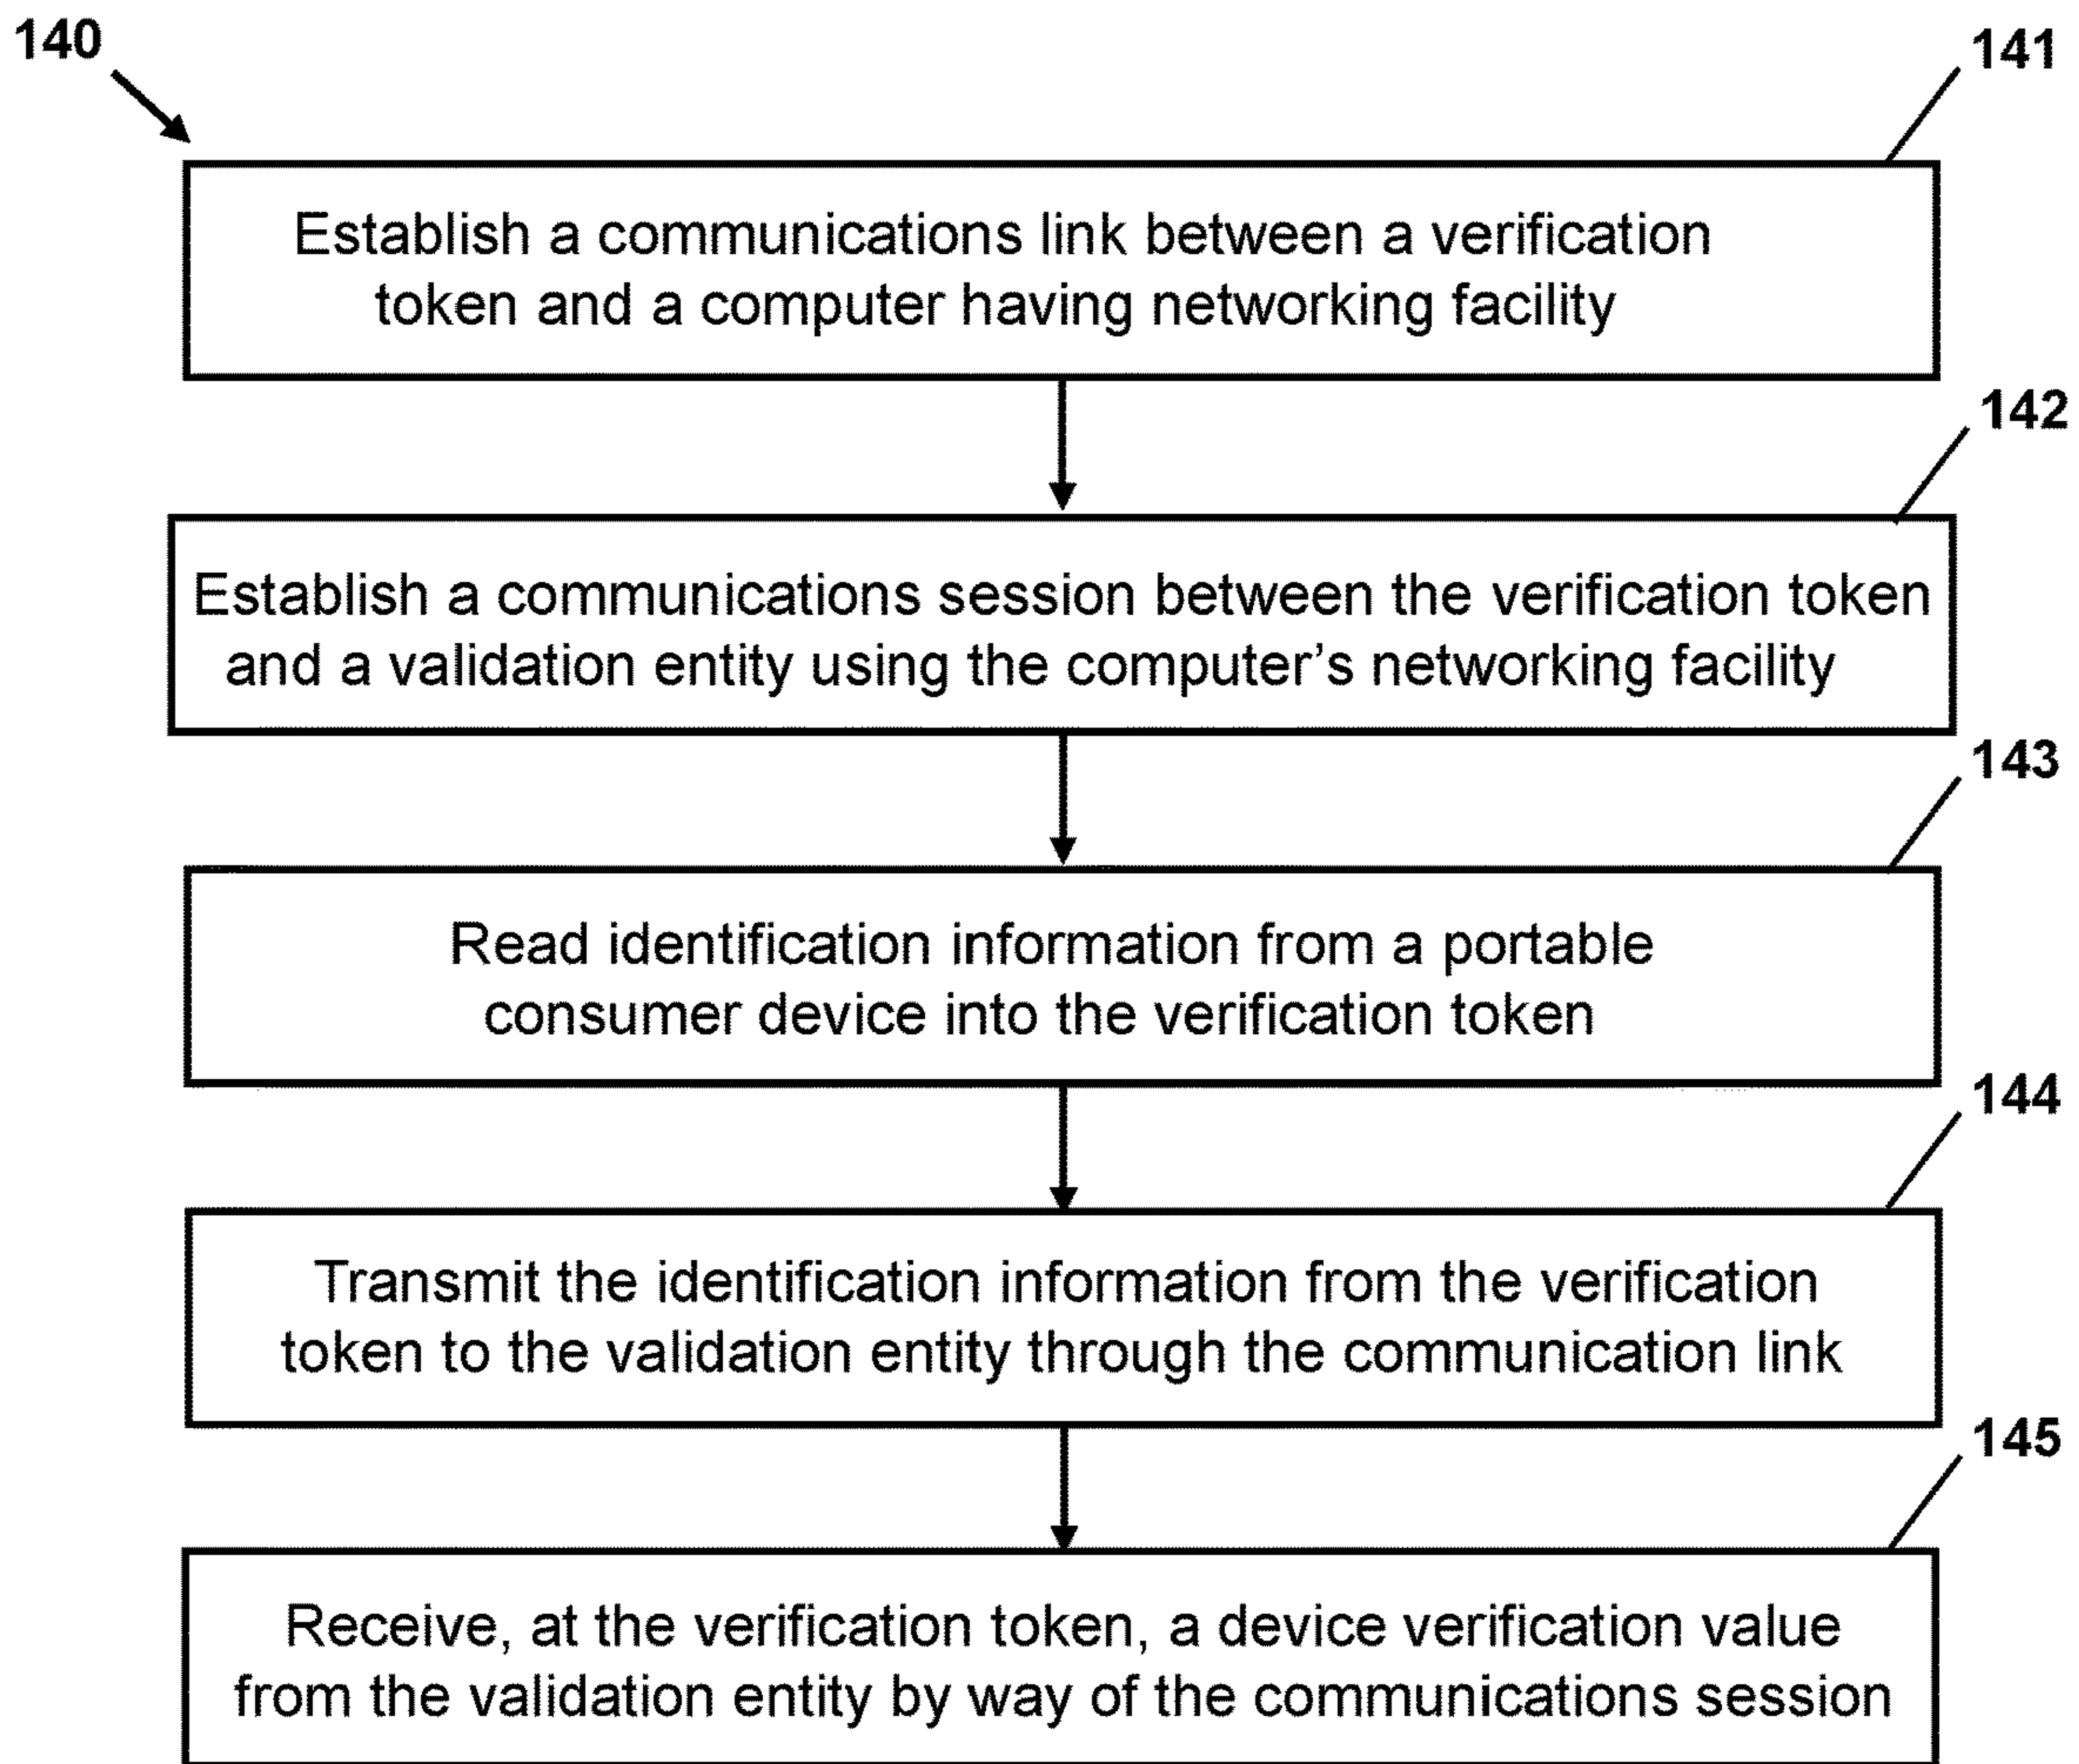 140
141
Establish a communications link between a verification
token and a computer having networking facility
142
Establish a communications session between the verification token
and a validation entity using the computer's networking facility
143
Read identification information from a portable
consumer device into the verification token
144
Transmit the identification information from the verification
token to the validation entity through the communication link
145
Receive, at the verification token, a device verification value
from the validation entity by way of the communications session